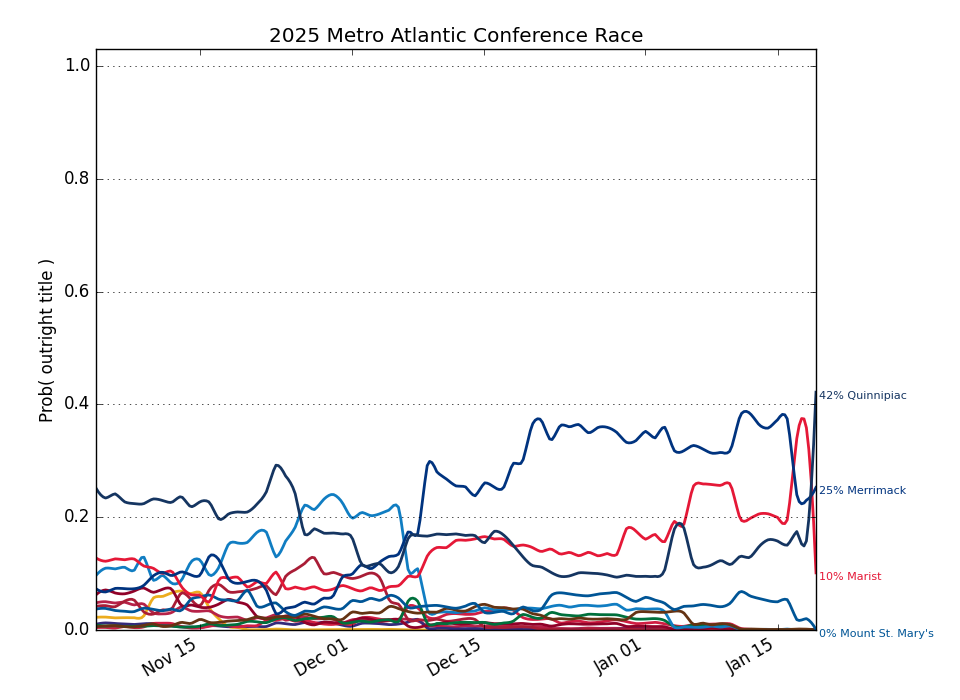 2025 Metro Atlantic Conference Race
Prob( outright title )
1.0
0.8
0.6
0.4
0.2
0.0
42% Quinnipiac
25% Merrimack
10% Marist
0% Mount St. Mary's
Nov 15
Dec 01
Dec 15
Jan 01
Jan 15